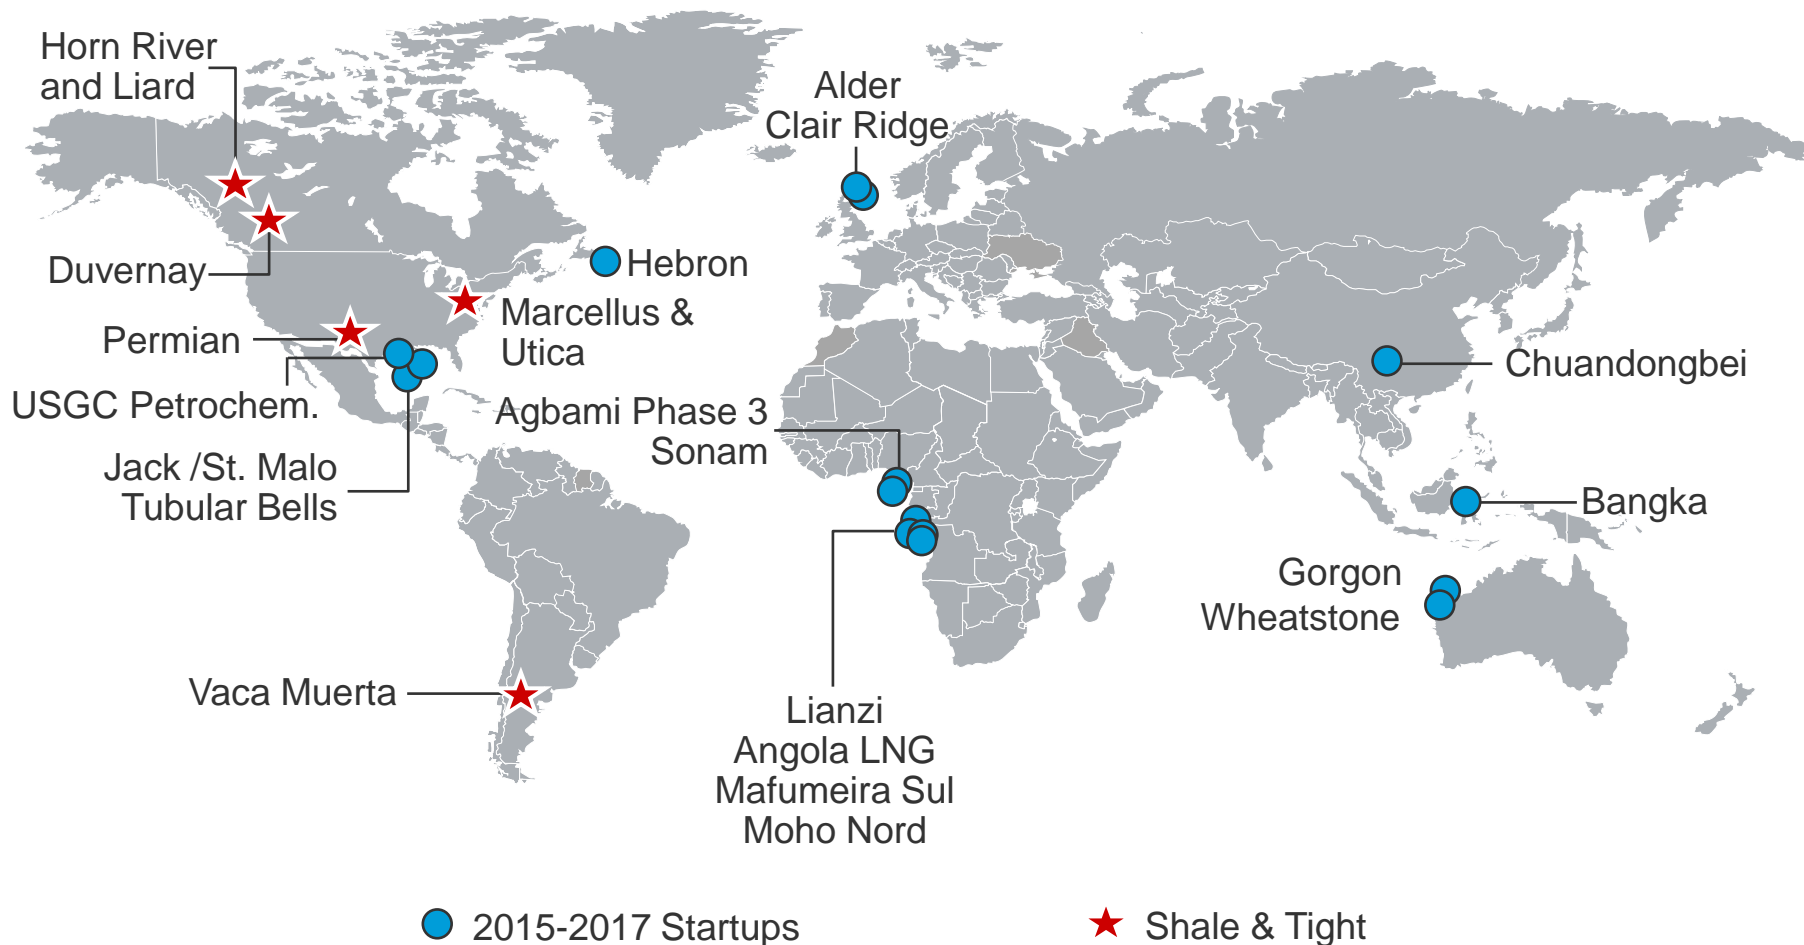 Horn River
and Liard
Alder
Clair Ridge
Duvernay
Hebron
Permian
Marcellus &
Utica
USGC Petrochem.
Chuandongbei
Agbami Phase 3
Sonam
Jack /St. Malo
Tubular Bells
Bangka
Gorgon
Wheatstone
Vaca Muerta
Lianzi
Angola LNG
Mafumeira Sul
Moho Nord
2015-2017 Startups
Shale & Tight